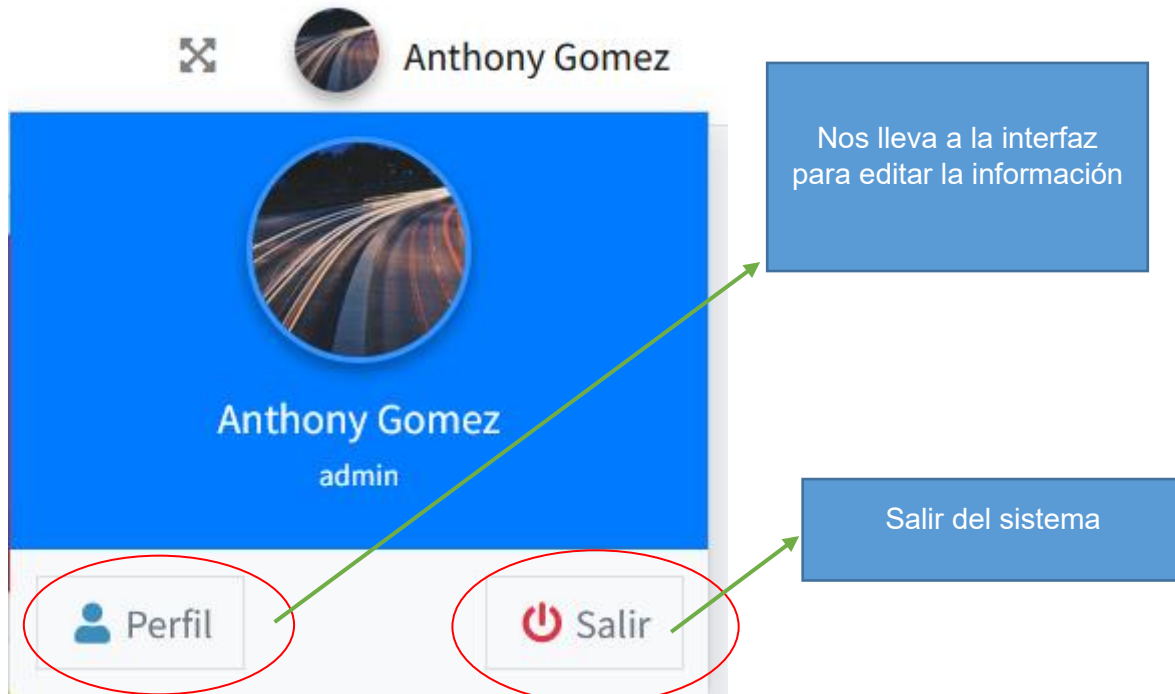 Anthony Gomez
Nos lleva a la interfaz
para editar la información
Anthony Gomez
admin
Salir del sistema
Perfil
Salir